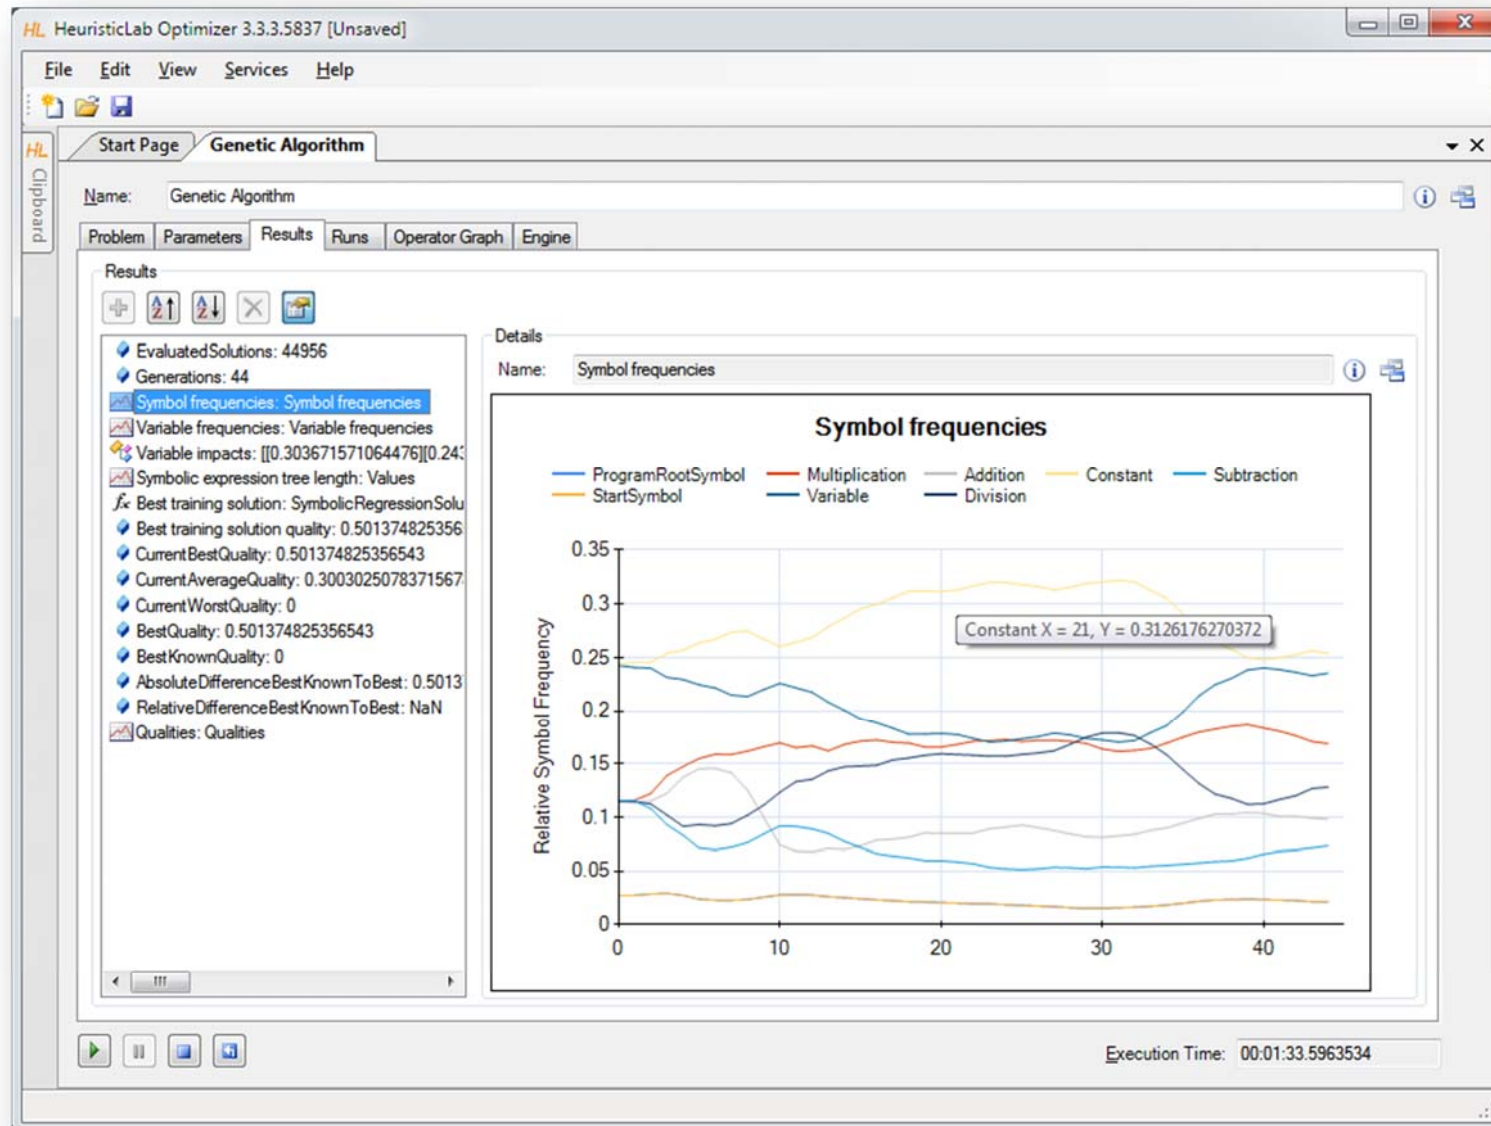 HL HeuristicLab Optimizer 3.3.3.5837 [Unsaved]
File Edit View Services Help
HL Clipboard
Start Page Genetic Algorithm
Name: Genetic Algorithm
Problem Parameters Results Runs Operator Graph Engine
Results
EvaluatedSolutions: 44956
Generations: 44
Symbol frequencies: Symbol frequencies
Variable frequencies: Variable frequencies
Variable impacts: [[0.303671571064476][0.243
Symbolic expression tree length: Values
Best training solution: SymbolicRegressionSolu
Best training solution quality: 0.501374825356
CurrentBestQuality: 0.501374825356543
CurrentAverageQuality: 0.300302507837156
CurrentWorstQuality: 0
BestQuality: 0.501374825356543
BestKnownQuality: 0
AbsoluteDifferenceBestKnownToBest: 0.5013
RelativeDifferenceBestKnownToBest: NaN
Qualities: Qualities
Details
Name: Symbol frequencies
Symbol frequencies
ProgramRootSymbol Multiplication Addition Constant Subtraction
StartSymbol Variable Division
Relative Symbol Frequency
0.35
0.3
0.25
0.2
0.15
0.1
0.05
0
Constant X = 21, Y = 0.3126176270372
0 10 20 30 40
Execution Time: 00:01:33.5963534